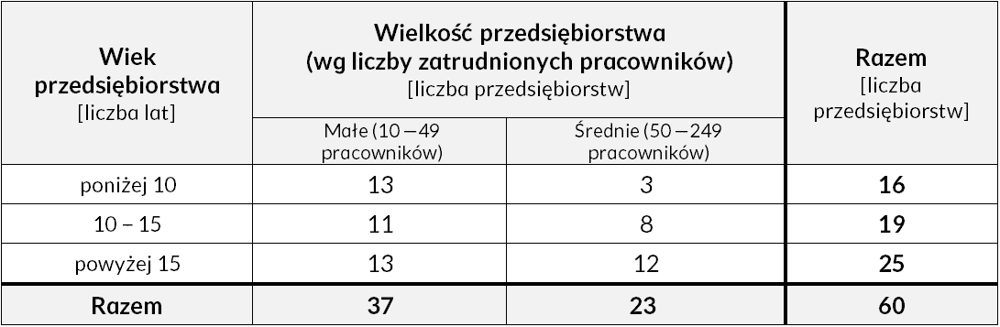 Wiek
przedsiębiorstwa
[liczba lat]
Wielkość przedsiębiorstwa
(wg liczby zatrudnionych pracowników)
[liczba przedsiębiorstw]
Razem
[liczba
przedsiębiorstw]
Małe (10 –49
pracowników)
Średnie (50 –249
pracowników)
poniżej 10 13 3 16
10 – 15 11 8 19
powyżej 15 13 12 25
Razem 37 23 60